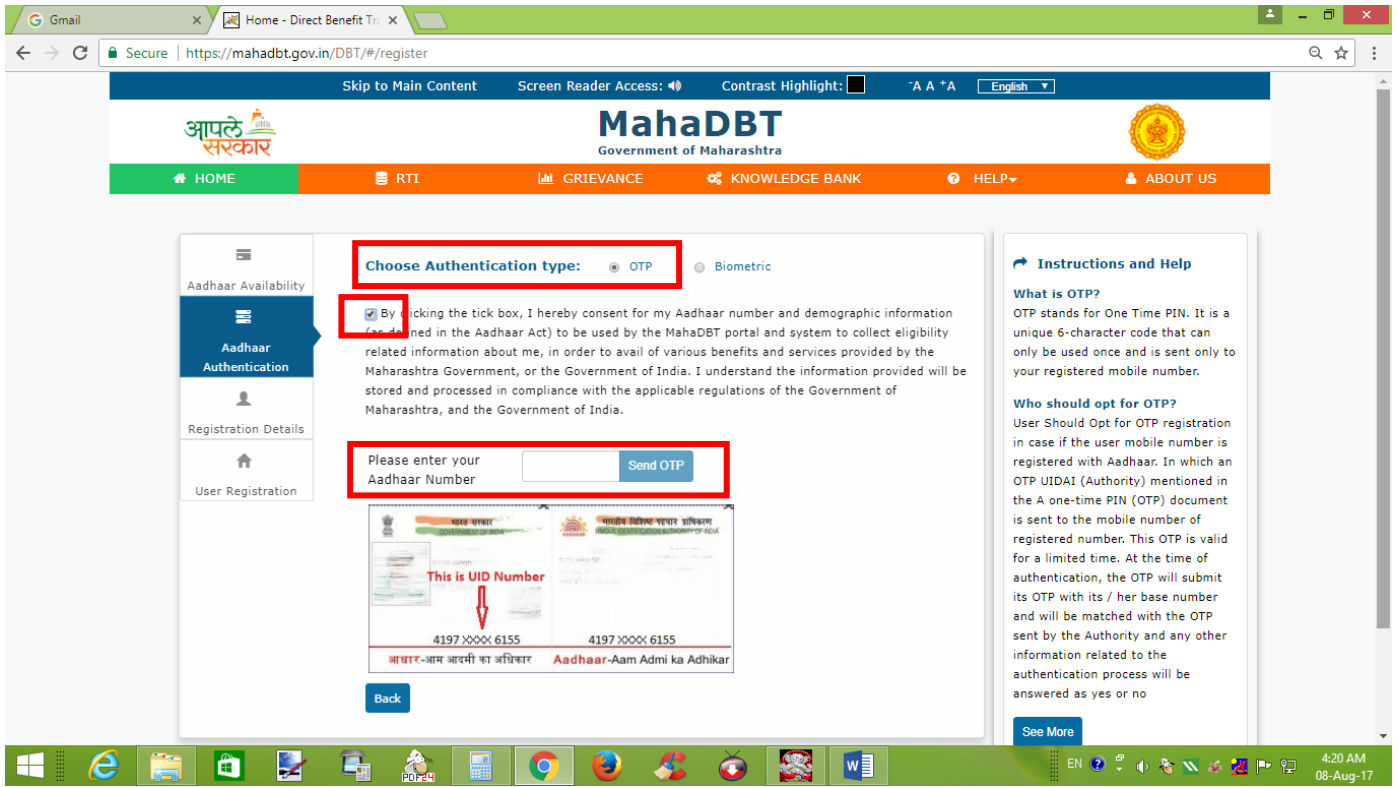 Gmail
Home - Direct Benefit Tr
Secure
https://mahadbt.gov.in/DBT/#/register
Skip to Main Content
Screen Reader Access:
Contrast Highlight:
-A A +A
English
आपले
सरकार
MahaDBT
Government of Maharashtra
HOME
RTI
GRIEVANCE
KNOWLEDGE BANK
HELP
ABOUT US
Aadhaar Availability
Aadhaar
Authentication
Registration Details
User Registration
Choose Authentication type: OTP Biometric
By clicking the tick box, I hereby consent for my Aadhaar number and demographic information
(as defined in the Aadhaar Act) to be used by the MahaDBT portal and system to collect eligibility
related information about me, in order to avail of various benefits and services provided by the
Maharashtra Government, or the Government of India. I understand the information provided will be
stored and processed in compliance with the applicable regulations of the Government of
Maharashtra, and the Government of India.
Please enter your
Aadhaar Number
Send OTP
भारत सरकार
GOVERNMENT OF INDIA
This is UID Number
4197 XXXX 6155
4197 XXXX 6155
आधार-आम आदमी का अधिकार
Aadhaar-Aam Admi ka Adhikar
Back
Instructions and Help
What is OTP?
OTP stands for One Time PIN. It is a
unique 6-character code that can
only be used once and is sent only to
your registered mobile number.
Who should opt for OTP?
User Should Opt for OTP registration
in case if the user mobile number is
registered with Aadhaar. In which an
OTP UIDAI (Authority) mentioned in
the A one-time PIN (OTP) document
is sent to the mobile number of
registered number. This OTP is valid
for a limited time. At the time of
authentication, the OTP will submit
its OTP with its / her base number
and will be matched with the OTP
sent by the Authority and any other
information related to the
authentication process will be
answered as yes or no
See More
PDF24
EN
4:20 AM
08-Aug-17